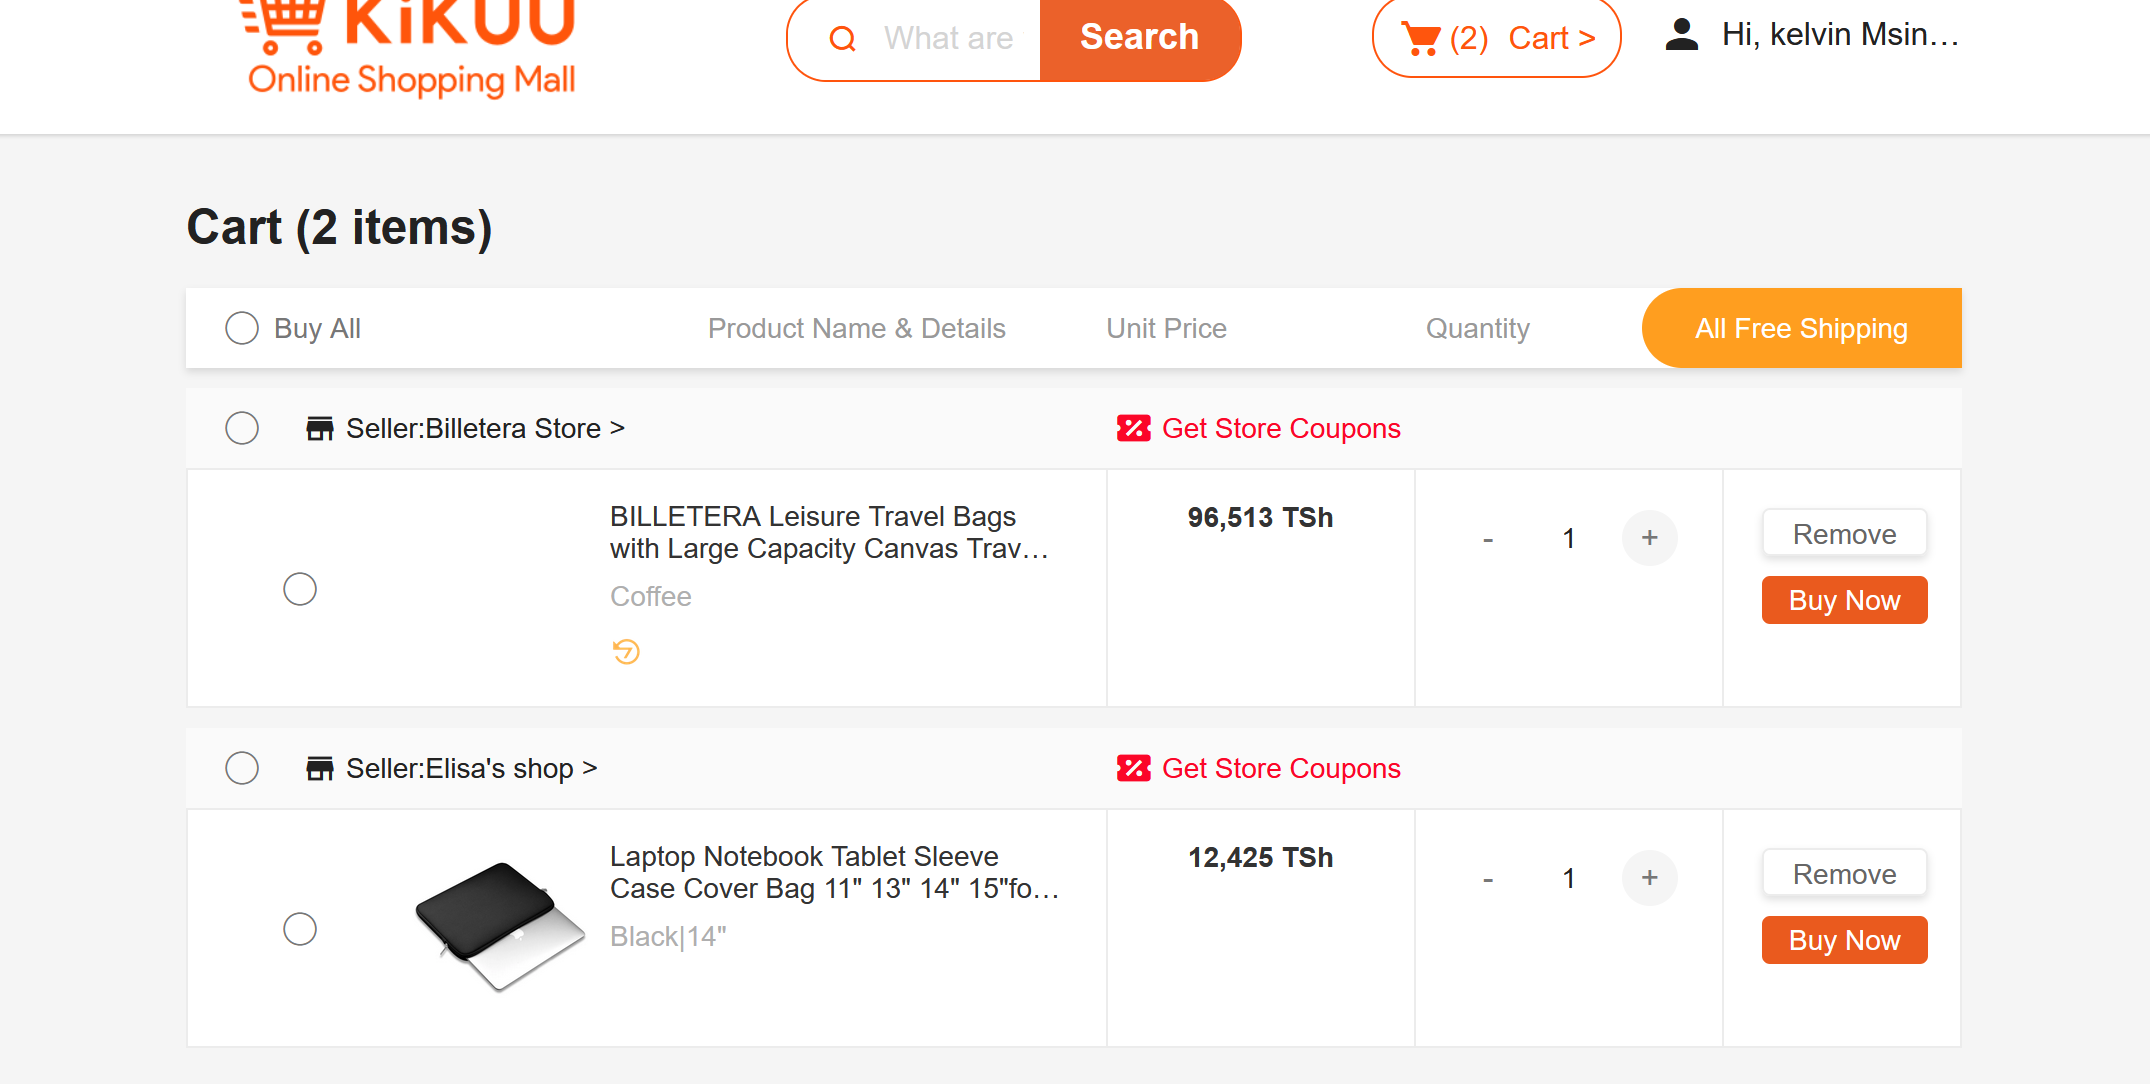 KiKUU
Online Shopping Mall
What are
Search
(2) Cart >
Hi, kelvin Msin...
Cart (2 items)
Buy All
Product Name & Details
Unit Price
Quantity
All Free Shipping
Seller:Billetera Store >
Get Store Coupons
BILLETERA Leisure Travel Bags
with Large Capacity Canvas Trav...
Coffee
7
96,513 TSh
- 1 +
Remove
Buy Now
Seller:Elisa's shop >
Get Store Coupons
Laptop Notebook Tablet Sleeve
Case Cover Bag 11" 13" 14" 15"fo...
Black|14"
12,425 TSh
- 1 +
Remove
Buy Now